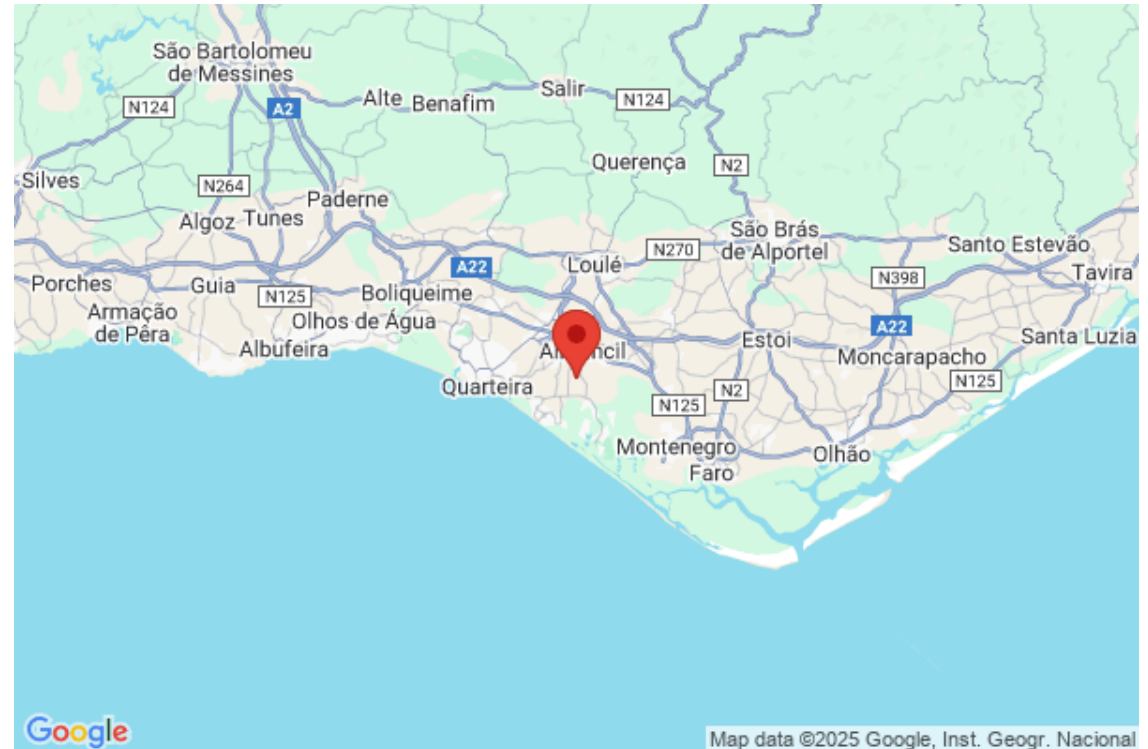 São Bartolomeu
de Messines
Salir
Alte
Benafim
N124
N124
A2
Querença
N2
Silves
N264
Paderne
Algoz
Tunes
São Brás
de Alportel
Santo Estevão
N270
Loulé
A22
Tavira
Porches
Guia
N125
Boliqueime
N398
Armação
de Pêra
Olhos de Água
A22
Albufeira
Estoi
Santa Luzia
Moncarapacho
Quarteira
N125
N2
N125
Montenegro
Olhão
Faro
Google
Map data ©2025 Google, Inst. Geogr. Nacional